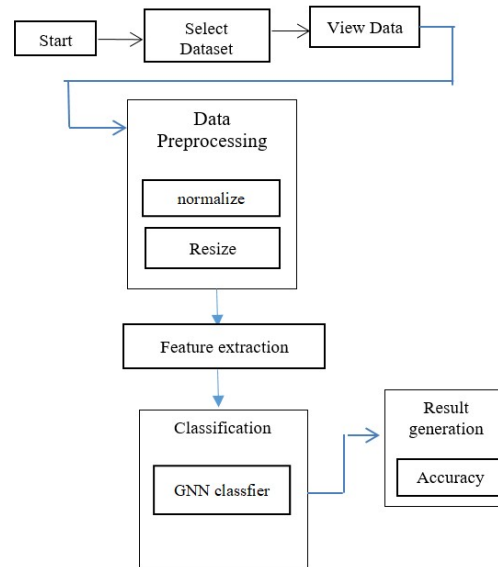 Start
Select
Dataset
View Data
Data
Preprocessing
normalize
Resize
Feature extraction
Classification
GNN classfier
Result
generation
Accuracy